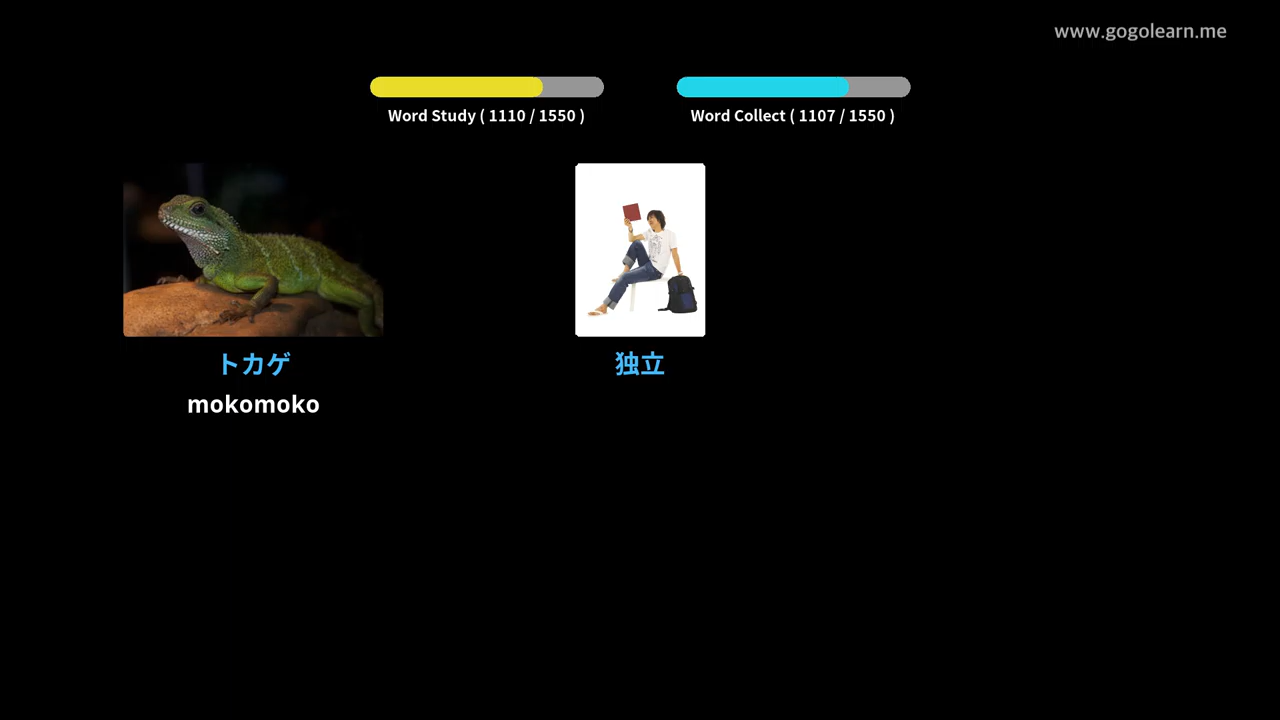 www.gogolearn.me
Word Study ( 1110 / 1550 )
Word Collect ( 1107 / 1550 )
トカゲ
独立
mokomoko